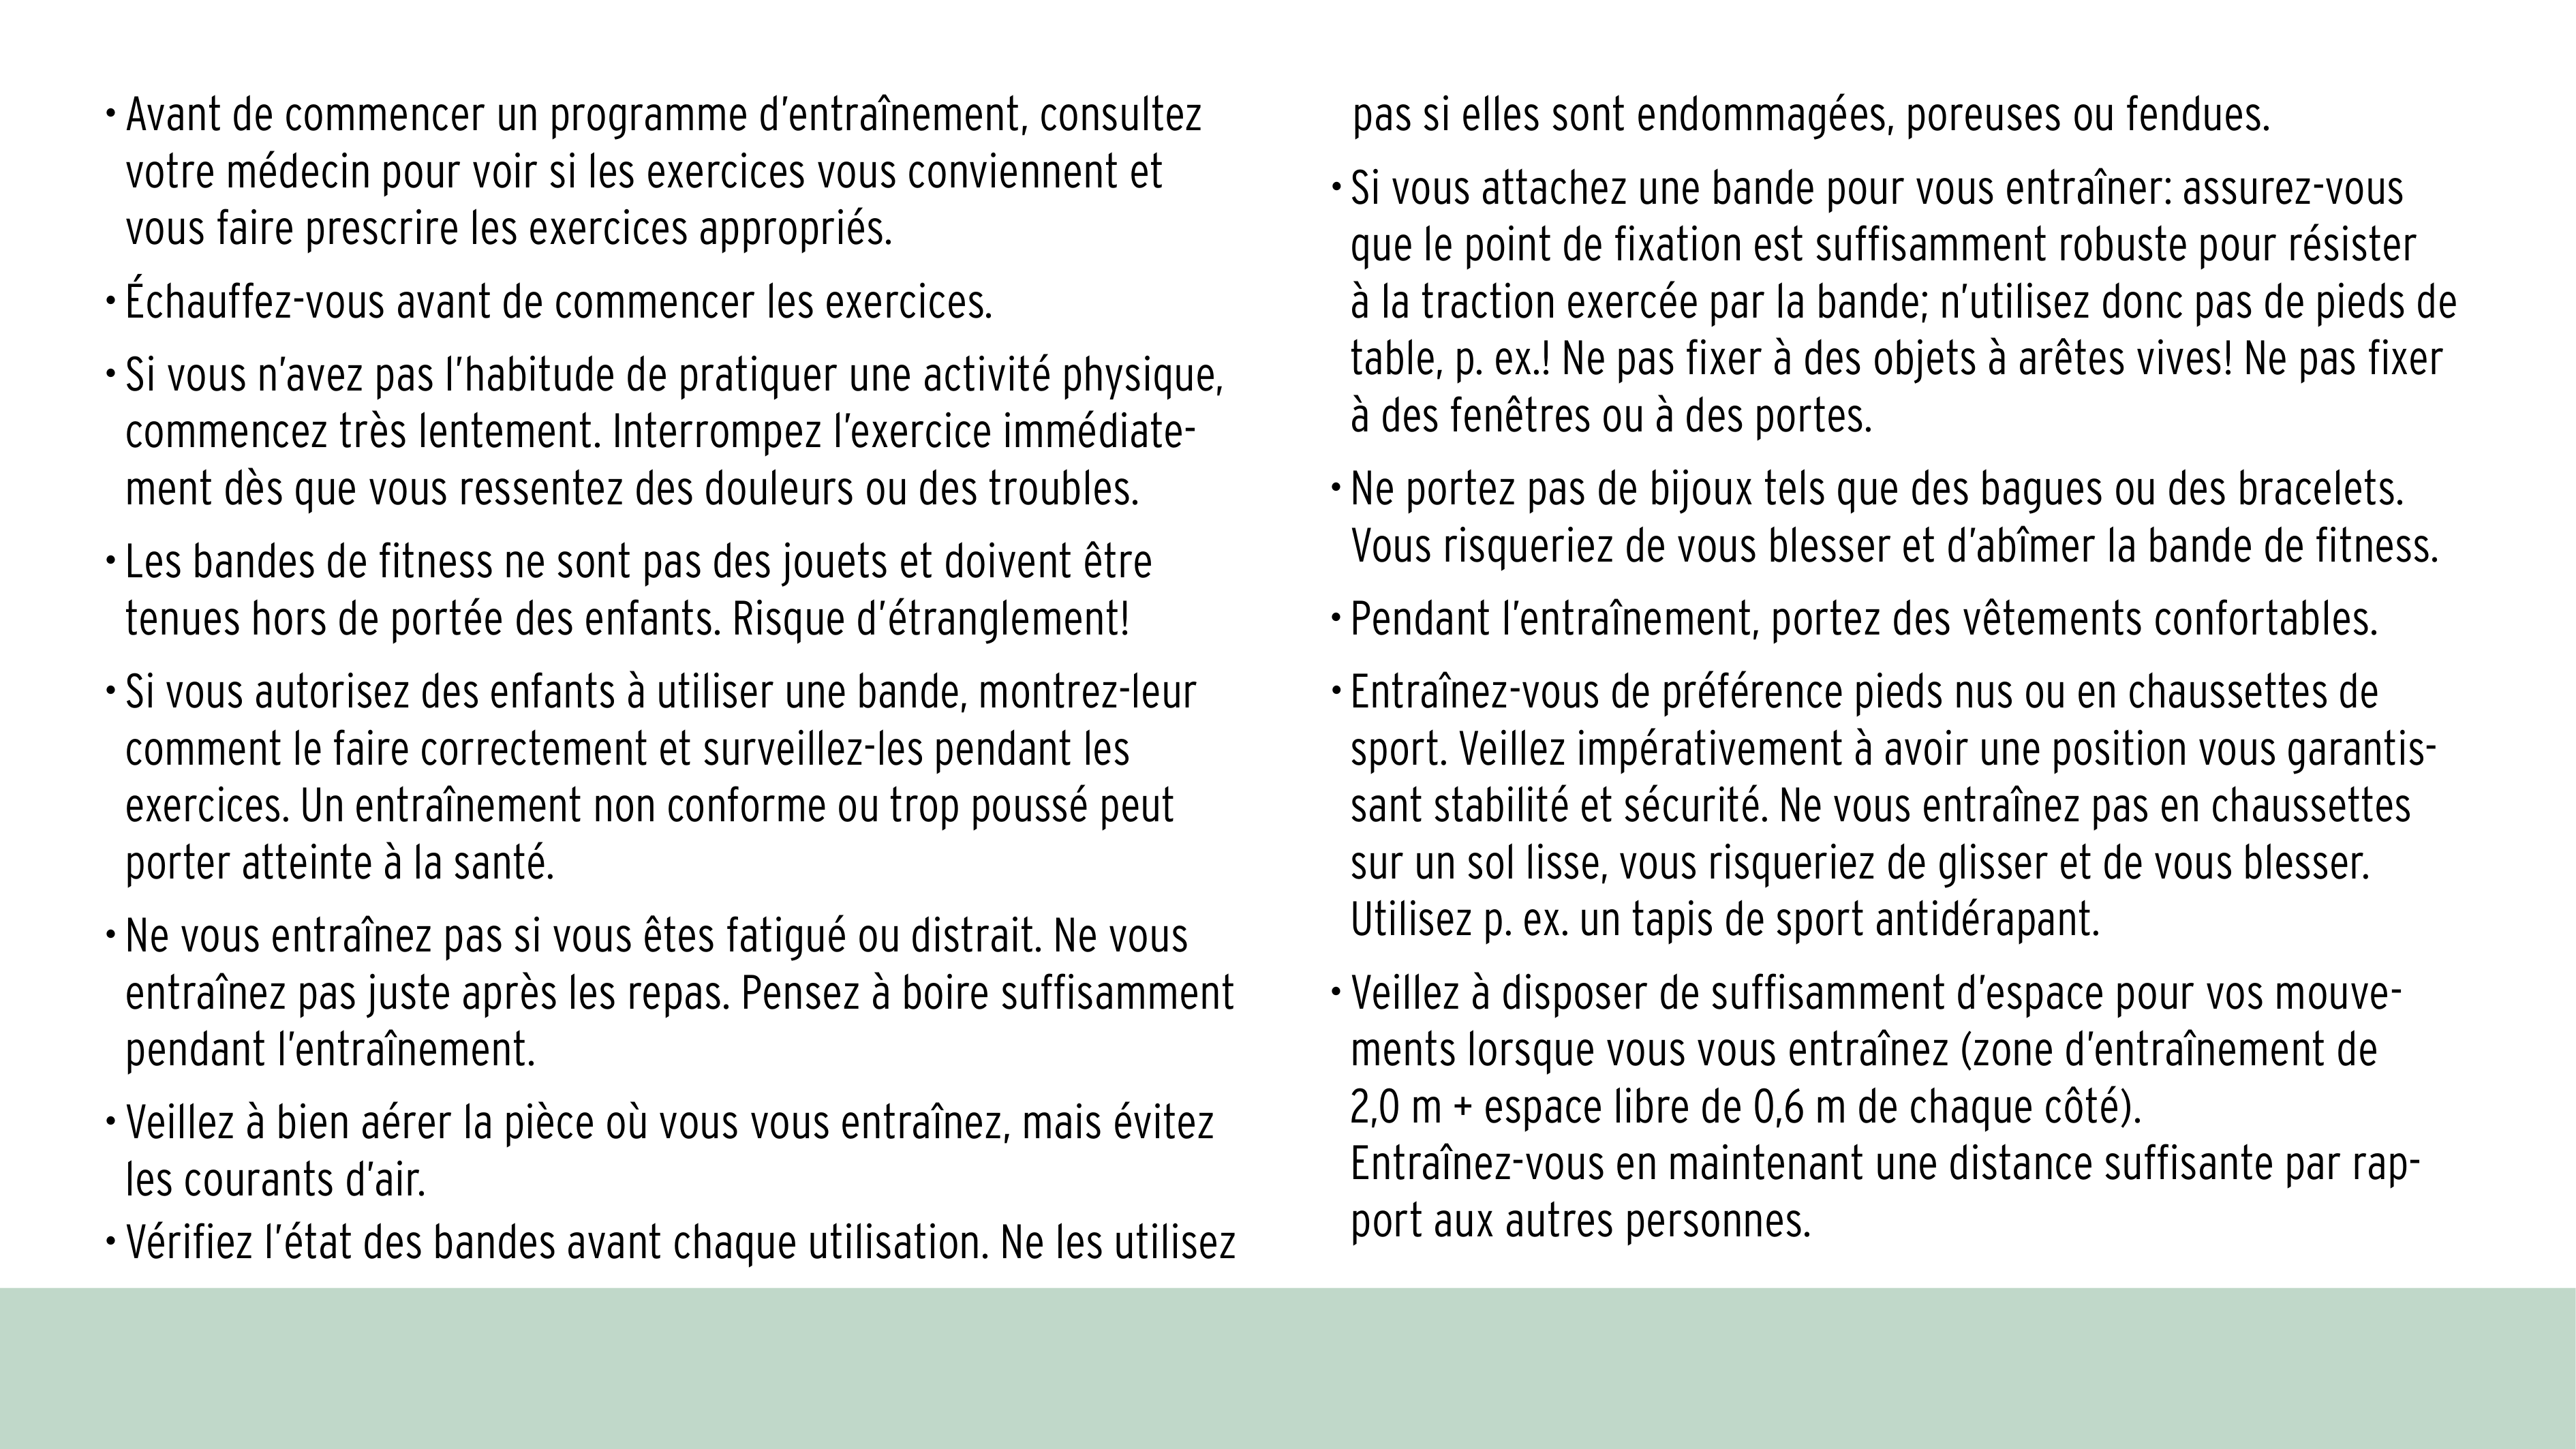 • Avant de commencer un programme d’entraînement, consultez
votre médecin pour voir si les exercices vous conviennent et
vous faire prescrire les exercices appropriés.
• Échauffez-vous avant de commencer les exercices.
• Si vous n’avez pas l’habitude de pratiquer une activité physique,
commencez très lentement. Interrompez l’exercice immédiate-
ment dès que vous ressentez des douleurs ou des troubles.
• Les bandes de fitness ne sont pas des jouets et doivent être
tenues hors de portée des enfants. Risque d’étranglement!
• Si vous autorisez des enfants à utiliser une bande, montrez-leur
comment le faire correctement et surveillez-les pendant les
exercices. Un entraînement non conforme ou trop poussé peut
porter atteinte à la santé.
• Ne vous entraînez pas si vous êtes fatigué ou distrait. Ne vous
entraînez pas juste après les repas. Pensez à boire suffisamment
pendant l’entraînement.
• Veillez à bien aérer la pièce où vous vous entraînez, mais évitez
les courants d’air.
• Vérifiez l’état des bandes avant chaque utilisation. Ne les utilisez
pas si elles sont endommagées, poreuses ou fendues.
• Si vous attachez une bande pour vous entraîner: assurez-vous
que le point de fixation est suffisamment robuste pour résister
à la traction exercée par la bande; n’utilisez donc pas de pieds de
table, p. ex.! Ne pas fixer à des objets à arêtes vives! Ne pas fixer
à des fenêtres ou à des portes.
• Ne portez pas de bijoux tels que des bagues ou des bracelets.
Vous risqueriez de vous blesser et d’abîmer la bande de fitness.
• Pendant l’entraînement, portez des vêtements confortables.
• Entraînez-vous de préférence pieds nus ou en chaussettes de
sport. Veillez impérativement à avoir une position vous garantis-
sant stabilité et sécurité. Ne vous entraînez pas en chaussettes
sur un sol lisse, vous risqueriez de glisser et de vous blesser.
Utilisez p. ex. un tapis de sport antidérapant.
• Veillez à disposer de suffisamment d’espace pour vos mouve-
ments lorsque vous vous entraînez (zone d’entraînement de
2,0 m + espace libre de 0,6 m de chaque côté).
Entraînez-vous en maintenant une distance suffisante par rap-
port aux autres personnes.